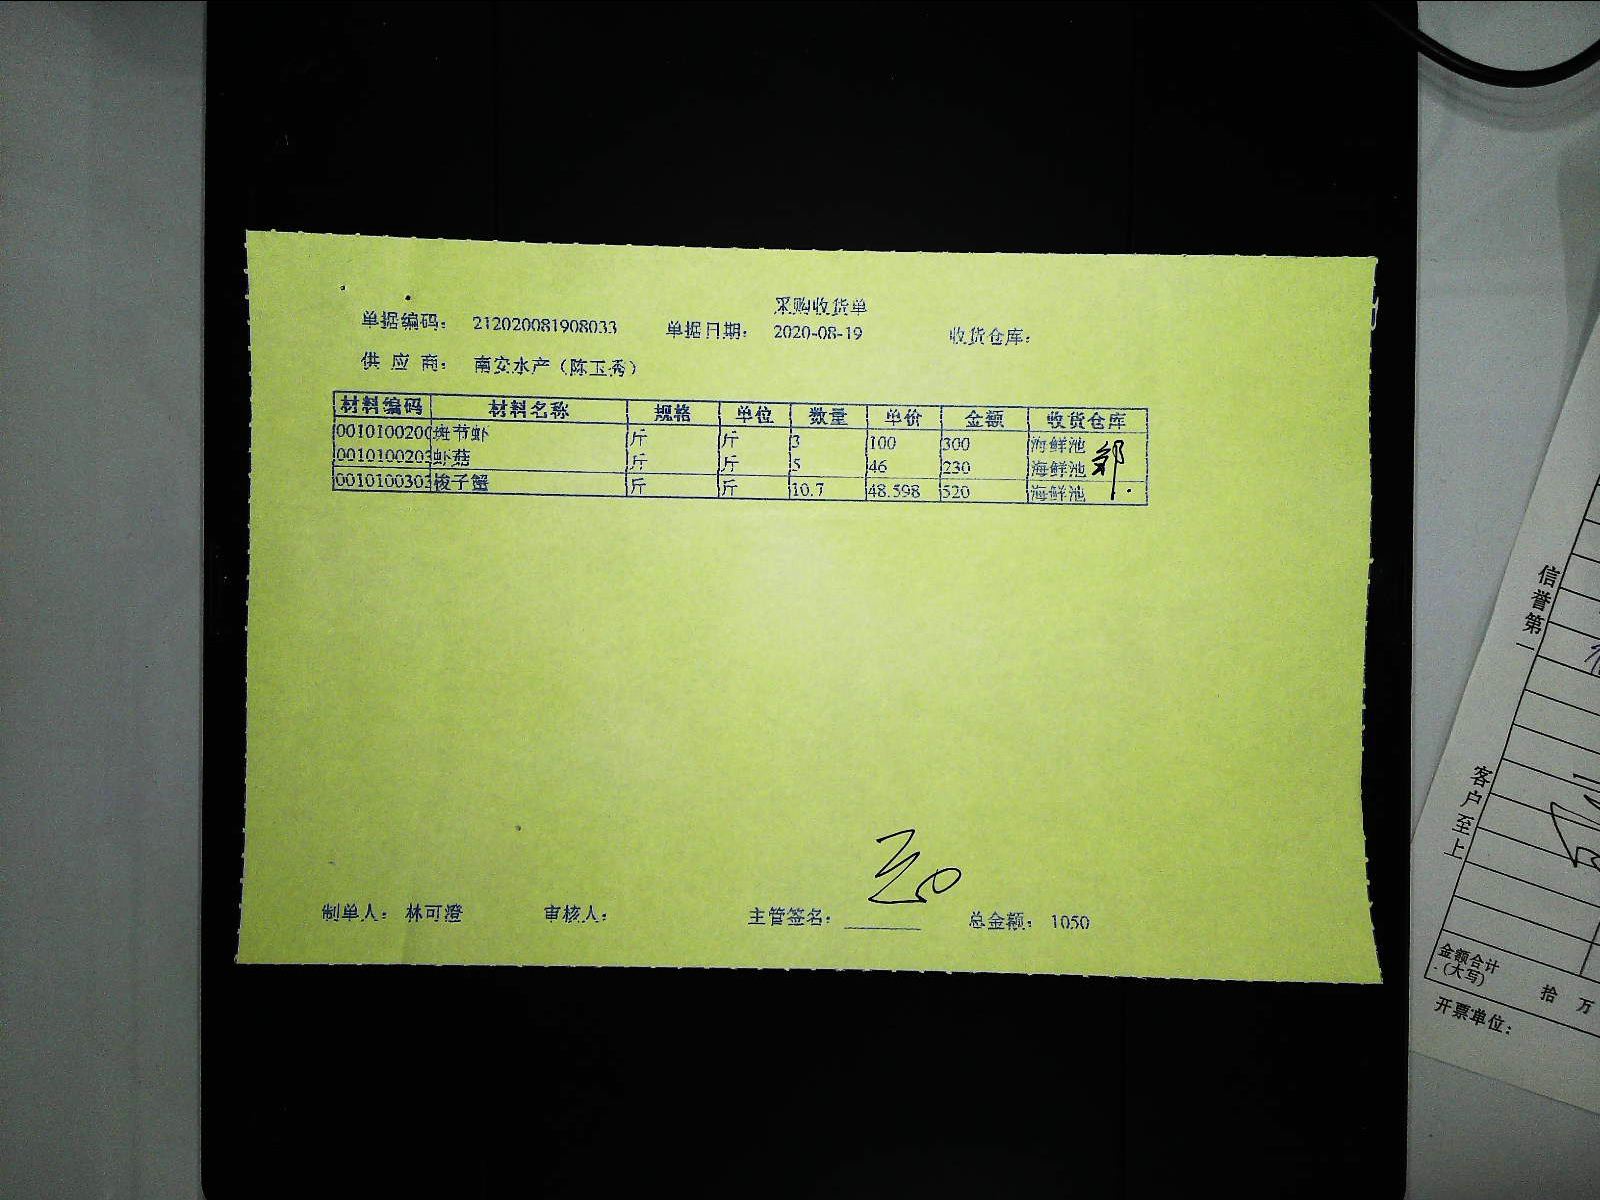 采购收货单
单据编码： 212020081908033 单据日期： 2020-08-19 收货仓库：
供 应 商： 南安水产（陈玉秀）
材料编码 材料名称 规格 单位 数量 单价 金额 收货仓库
0010100200 斑节虾 斤 斤 3 100 300 海鲜池
0010100203 虾菇 斤 斤 5 46 230 海鲜池 郑
0010100303 梭子蟹 斤 斤 10.7 48.598 520 海鲜池
制单人： 林可澄 审核人： 主管签名： 总金额： 1050
信誉第一
客户至上
金额合计
（大写） 拾 万
开票单位：